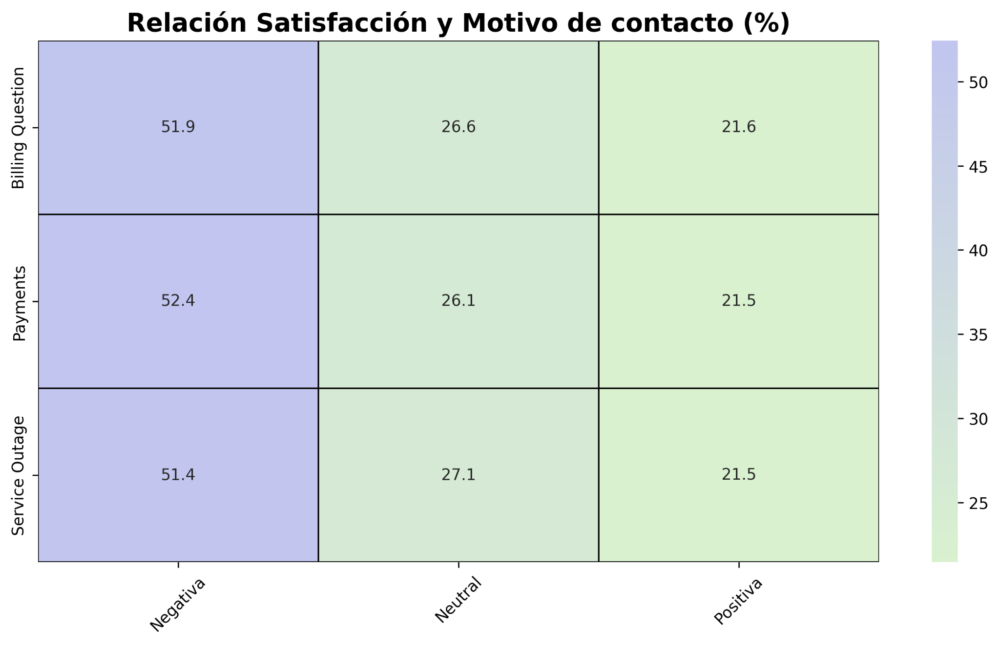 Relación Satisfacción y Motivo de contacto (%)
Billing Question
51.9
26.6
21.6
Payments
52.4
26.1
21.5
Service Outage
51.4
27.1
21.5
Negativa
Neutral
Positiva
50
45
40
35
30
25